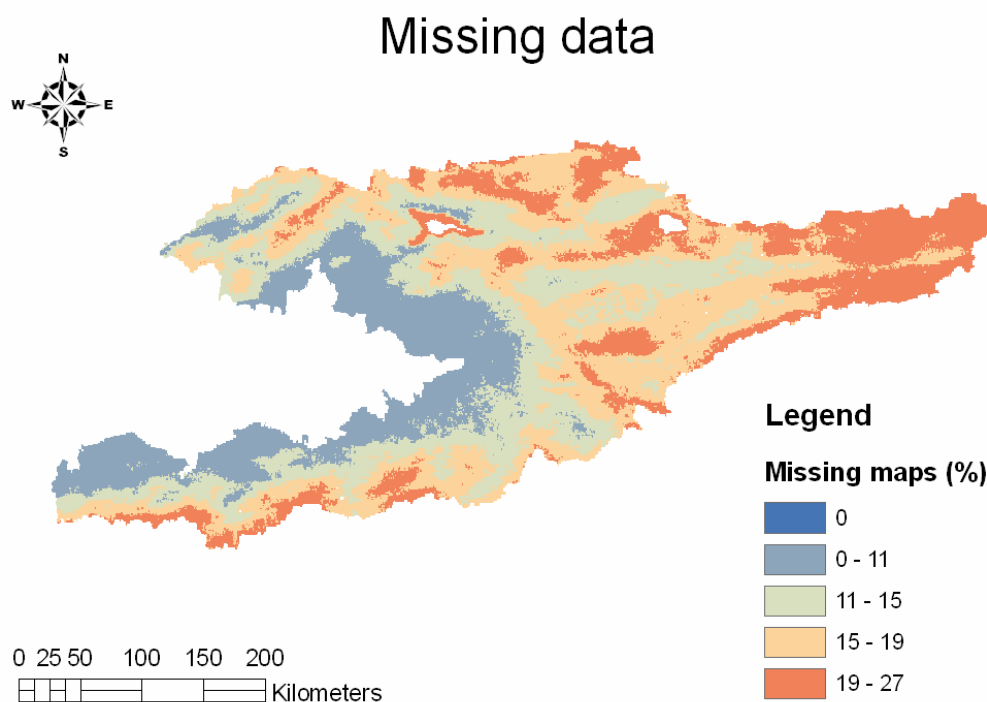 Missing data
N
W E
S
Legend
Missing maps (%)
0
0 - 11
11 - 15
15 - 19
19 - 27
0 25 50 100 150 200
Kilometers